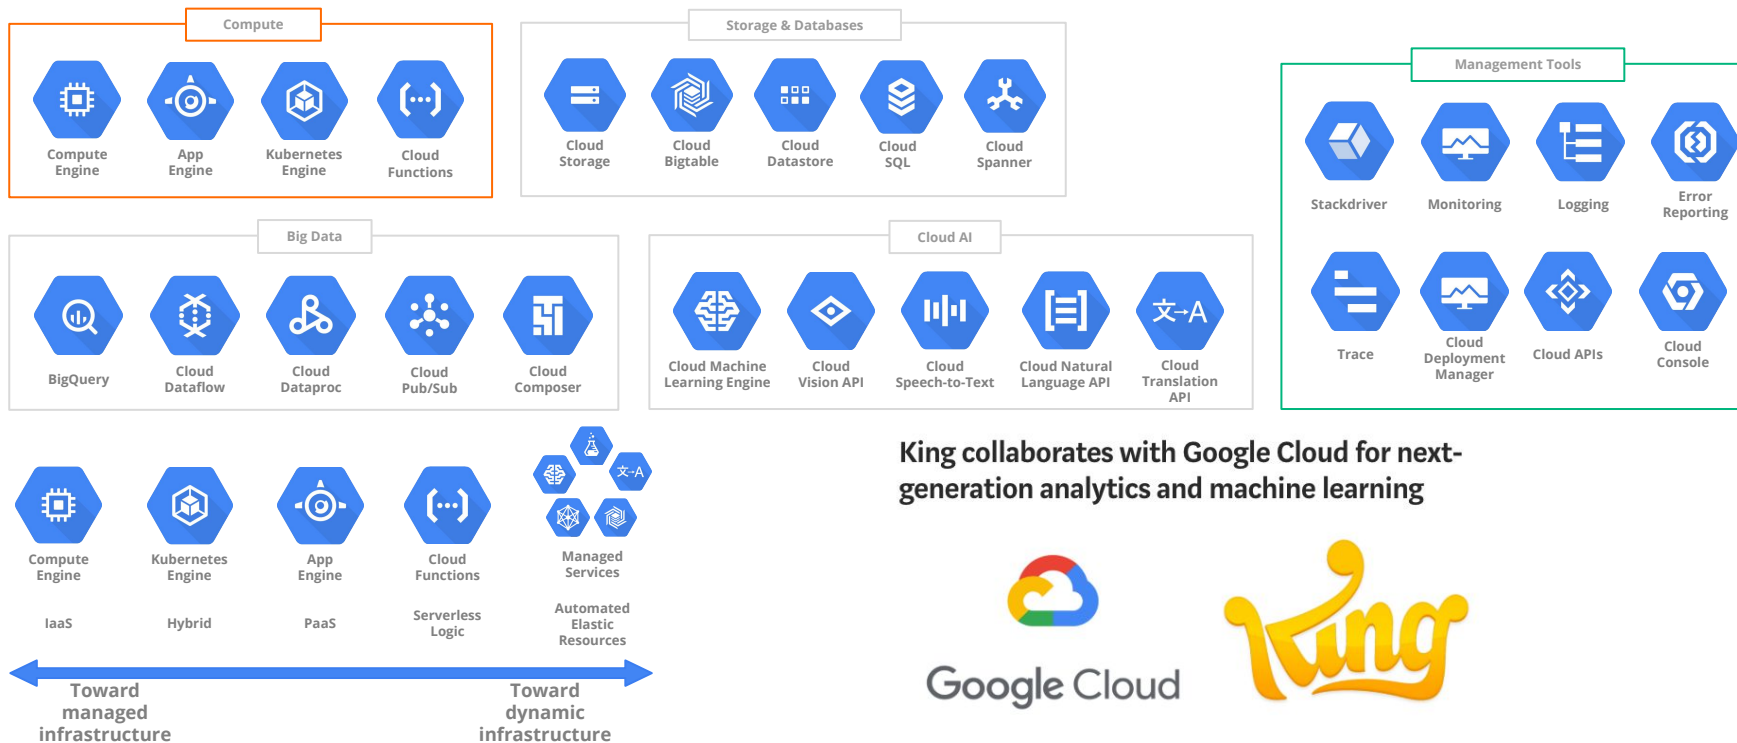 Compute
Compute
Engine
App
Engine
Kubernetes
Engine
Cloud
Functions
Storage & Databases
Cloud
Storage
Cloud
Bigtable
Cloud
Datastore
Cloud
SQL
Cloud
Spanner
Management Tools
Stackdriver
Monitoring
Logging
Error
Reporting
Trace
Cloud
Deployment
Manager
Cloud APIs
Cloud
Console
Big Data
BigQuery
Cloud
Dataflow
Cloud
Dataproc
Cloud
Pub/Sub
Cloud
Composer
Cloud AI
Cloud Machine
Learning Engine
Cloud
Vision API
Cloud
Speech-to-Text
Cloud Natural
Language API
文→A
Cloud
Translation
API
Compute
Engine
IaaS
Kubernetes
Engine
Hybrid
App
Engine
PaaS
Cloud
Functions
Serverless
Logic
文→A
Managed
Services
Automated
Elastic
Resources
Toward
managed
infrastructure
Toward
dynamic
infrastructure
King collaborates with Google Cloud for next-
generation analytics and machine learning
Google Cloud
King